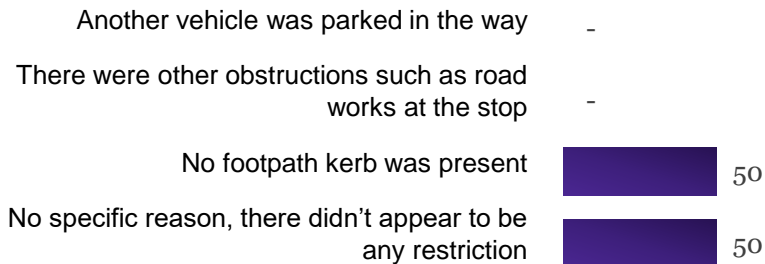 Another vehicle was parked in the way -
There were other obstructions such as road
works at the stop -
No footpath kerb was present 50
No specific reason, there didn’t appear to be
any restriction 50